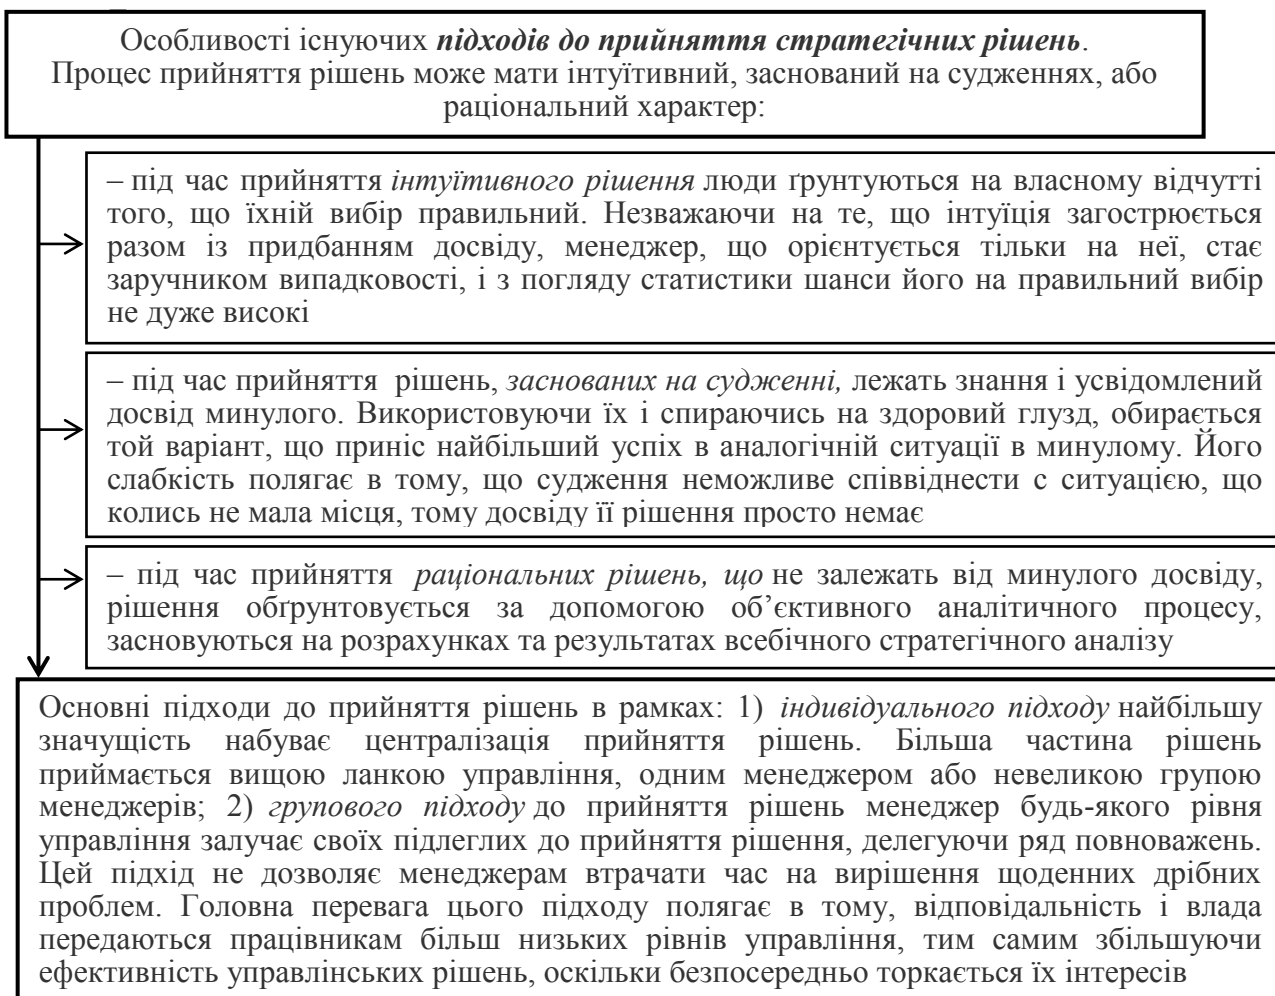 Особливості існуючих підходів до прийняття стратегічних рішень.
Процес прийняття рішень може мати інтуїтивний, заснований на судженнях, або
раціональний характер:
– під час прийняття інтуїтивного рішення люди ґрунтуються на власному відчутті
того, що їхній вибір правильний. Незважаючи на те, що інтуїція загострюється
разом із придбанням досвіду, менеджер, що орієнтується тільки на неї, стає
заручником випадковості, і з погляду статистики шанси його на правильний вибір
не дуже високі
– під час прийняття рішень, заснованих на судженні, лежать знання і усвідомлений
досвід минулого. Використовуючи їх і спираючись на здоровий глузд, обирається
той варіант, що приніс найбільший успіх в аналогічній ситуації в минулому. Його
слабкість полягає в тому, що судження неможливе співвіднести с ситуацією, що
колись не мала місця, тому досвіду її рішення просто немає
– під час прийняття раціональних рішень, що не залежать від минулого досвіду,
рішення обґрунтовується за допомогою об’єктивного аналітичного процесу,
засновуються на розрахунках та результатах всебічного стратегічного аналізу
Основні підходи до прийняття рішень в рамках: 1) індивідуального підходу найбільшу
значущість набуває централізація прийняття рішень. Більша частина рішень
приймається вищою ланкою управління, одним менеджером або невеликою групою
менеджерів; 2) групового підходу до прийняття рішень менеджер будь-якого рівня
управління залучає своїх підлеглих до прийняття рішення, делегуючи ряд повноважень.
Цей підхід не дозволяє менеджерам втрачати час на вирішення щоденних дрібних
проблем. Головна перевага цього підходу полягає в тому, відповідальність і влада
передаються працівникам більш низьких рівнів управління, тим самим збільшуючи
ефективність управлінських рішень, оскільки безпосередньо торкається їх інтересів